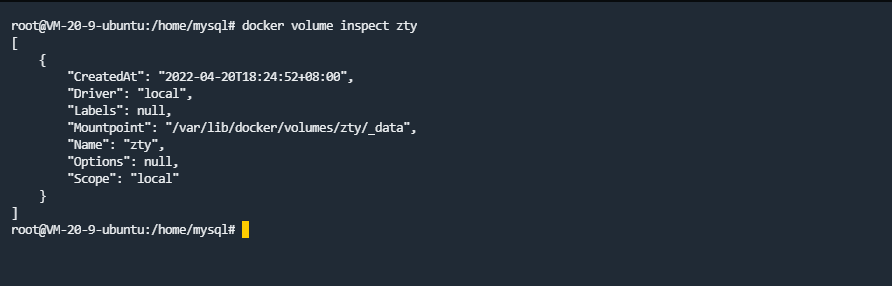 root@VM-20-9-ubuntu:/home/mysql# docker volume inspect zty
[
    {
        "CreatedAt": "2022-04-20T18:24:52+08:00",
        "Driver": "local",
        "Labels": null,
        "Mountpoint": "/var/lib/docker/volumes/zty/_data",
        "Name": "zty",
        "Options": null,
        "Scope": "local"
    }
]
root@VM-20-9-ubuntu:/home/mysql#